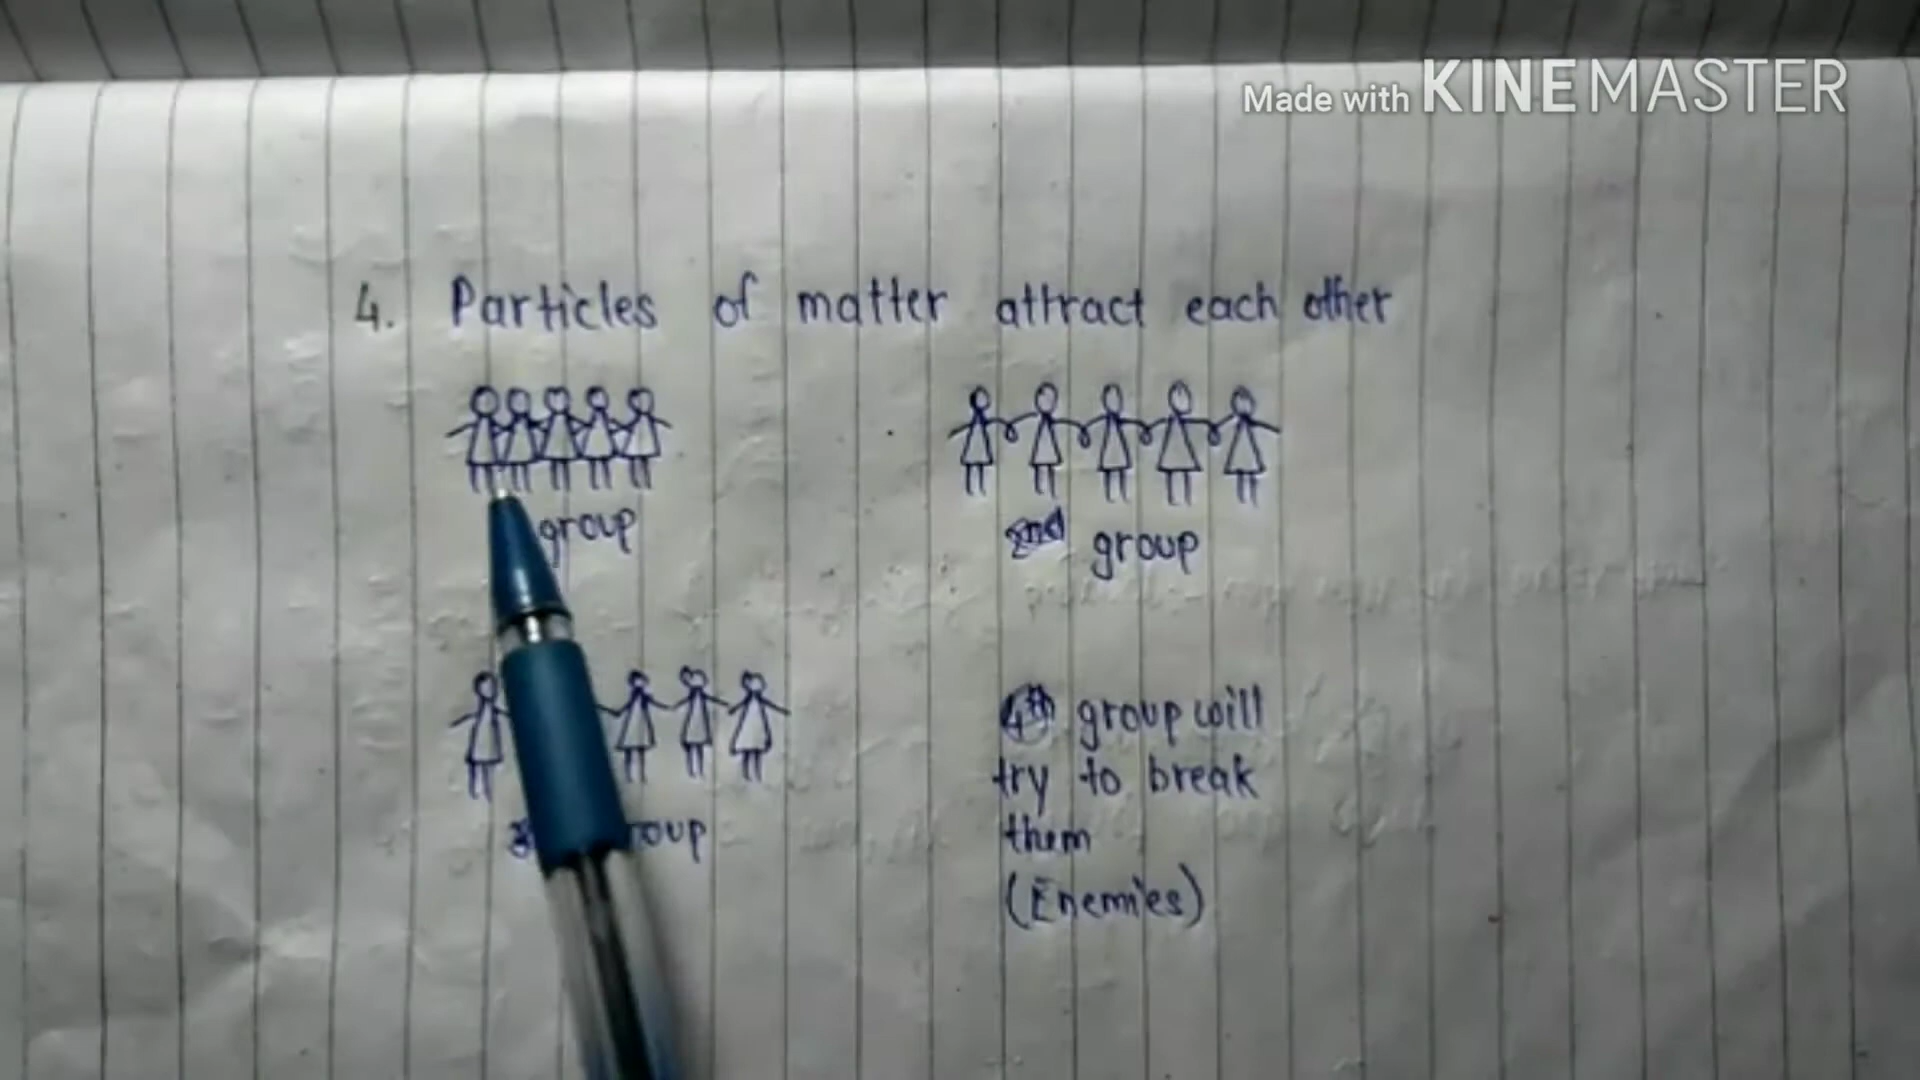 Made with KINEMASTER
4. Particles of matter attract each other
group
2nd group
group
4th group will
try to break
them
(Enemies)